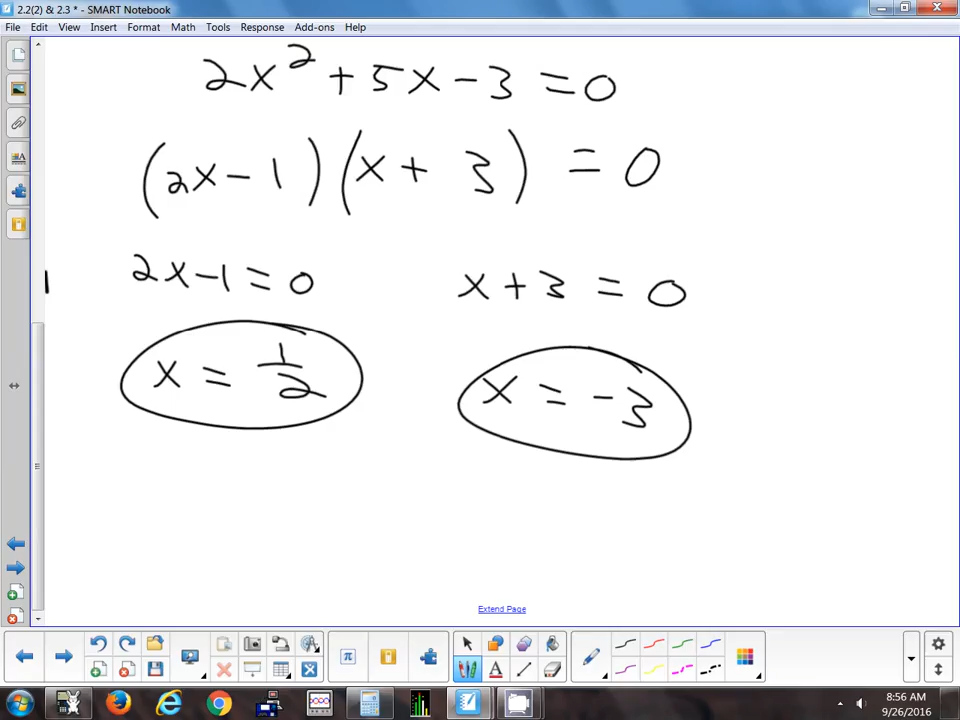 2.2(2) & 2.3 * - SMART Notebook
File Edit View Insert Format Math Tools Response Add-ons Help
2x² + 5x - 3 = 0
(2x - 1)(x + 3) = 0
2x - 1 = 0 x + 3 = 0
x = 1/2 x = -3
Extend Page
π
A
8:56 AM
9/26/2016